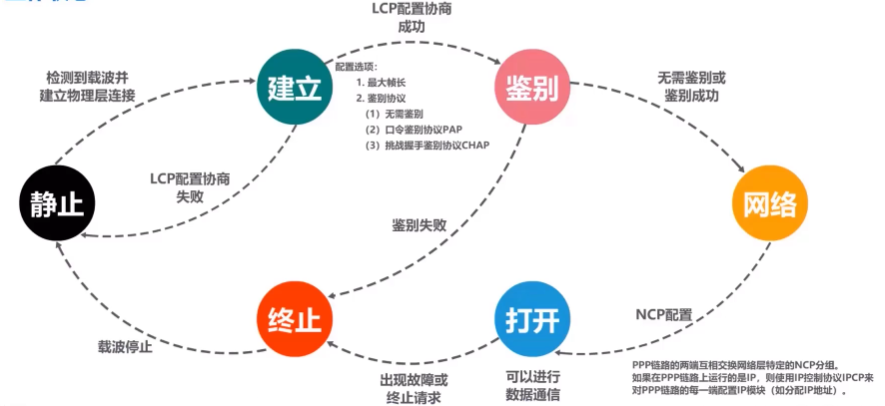 LCP配置协商
成功
检测到载波并
建立物理层连接
建立
配置选项：
1. 最大帧长
2. 鉴别协议
（1）无需鉴别
（2）口令鉴别协议PAP
（3）挑战握手鉴别协议CHAP
鉴别
无需鉴别或
鉴别成功
静止
LCP配置协商
失败
鉴别失败
网络
终止
打开
NCP配置
载波停止
出现故障或
终止请求
可以进行
数据通信
PPP链路的两端互相交换网络层特定的NCP分组。
如果在PPP链路上运行的是IP，则使用IP控制协议IPCP来
对PPP链路的每一端配置IP模块（如分配IP地址）。